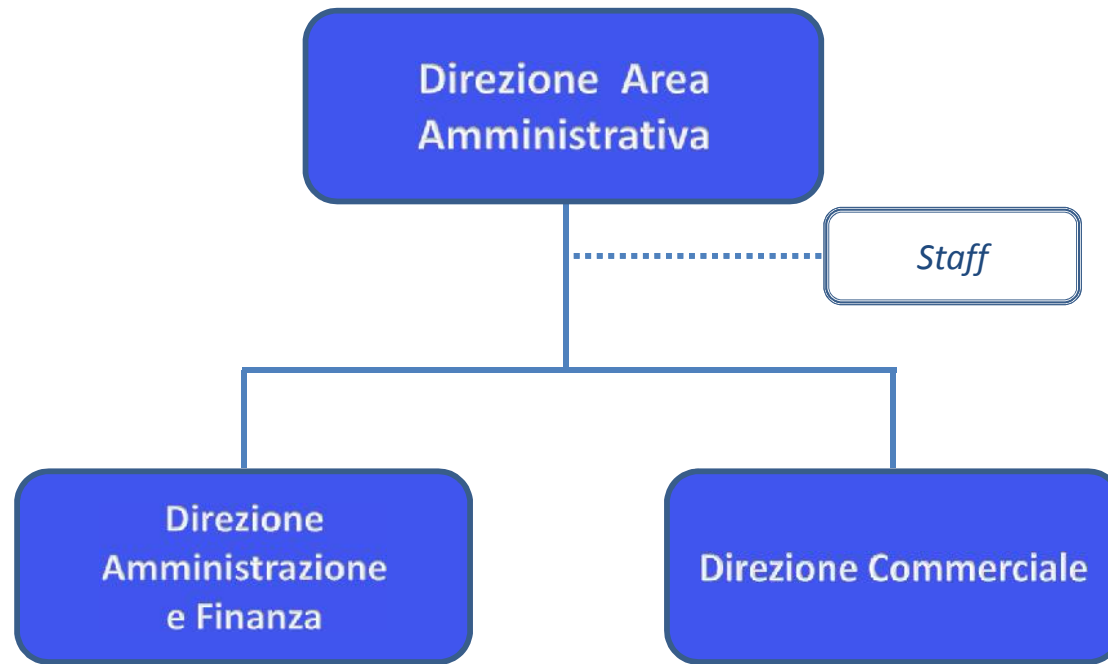 Direzione Area
Amministrativa
Staff
Direzione
Amministrazione
e Finanza
Direzione Commerciale